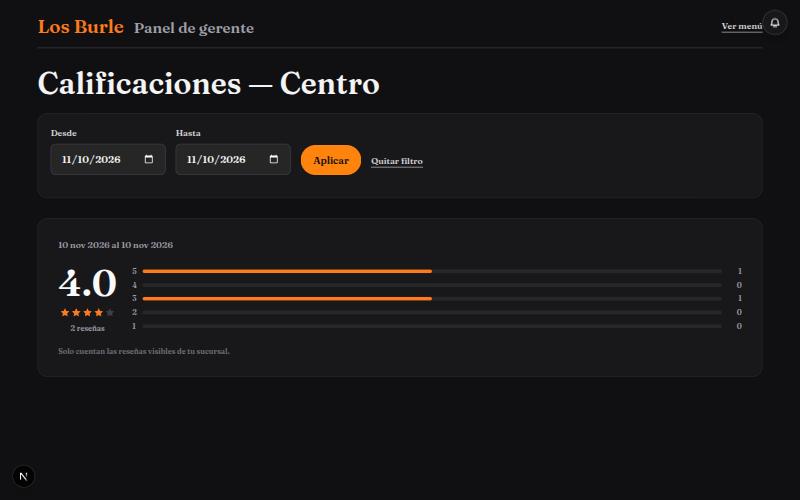 Los Burle Panel de gerente Ver menú
Calificaciones — Centro
Desde Hasta
11/10/2026 11/10/2026 Aplicar Quitar filtro
10 nov 2026 al 10 nov 2026
4.0
2 reseñas
5 1
4 0
3 1
2 0
1 0
Solo cuentan las reseñas visibles de tu sucursal.
N